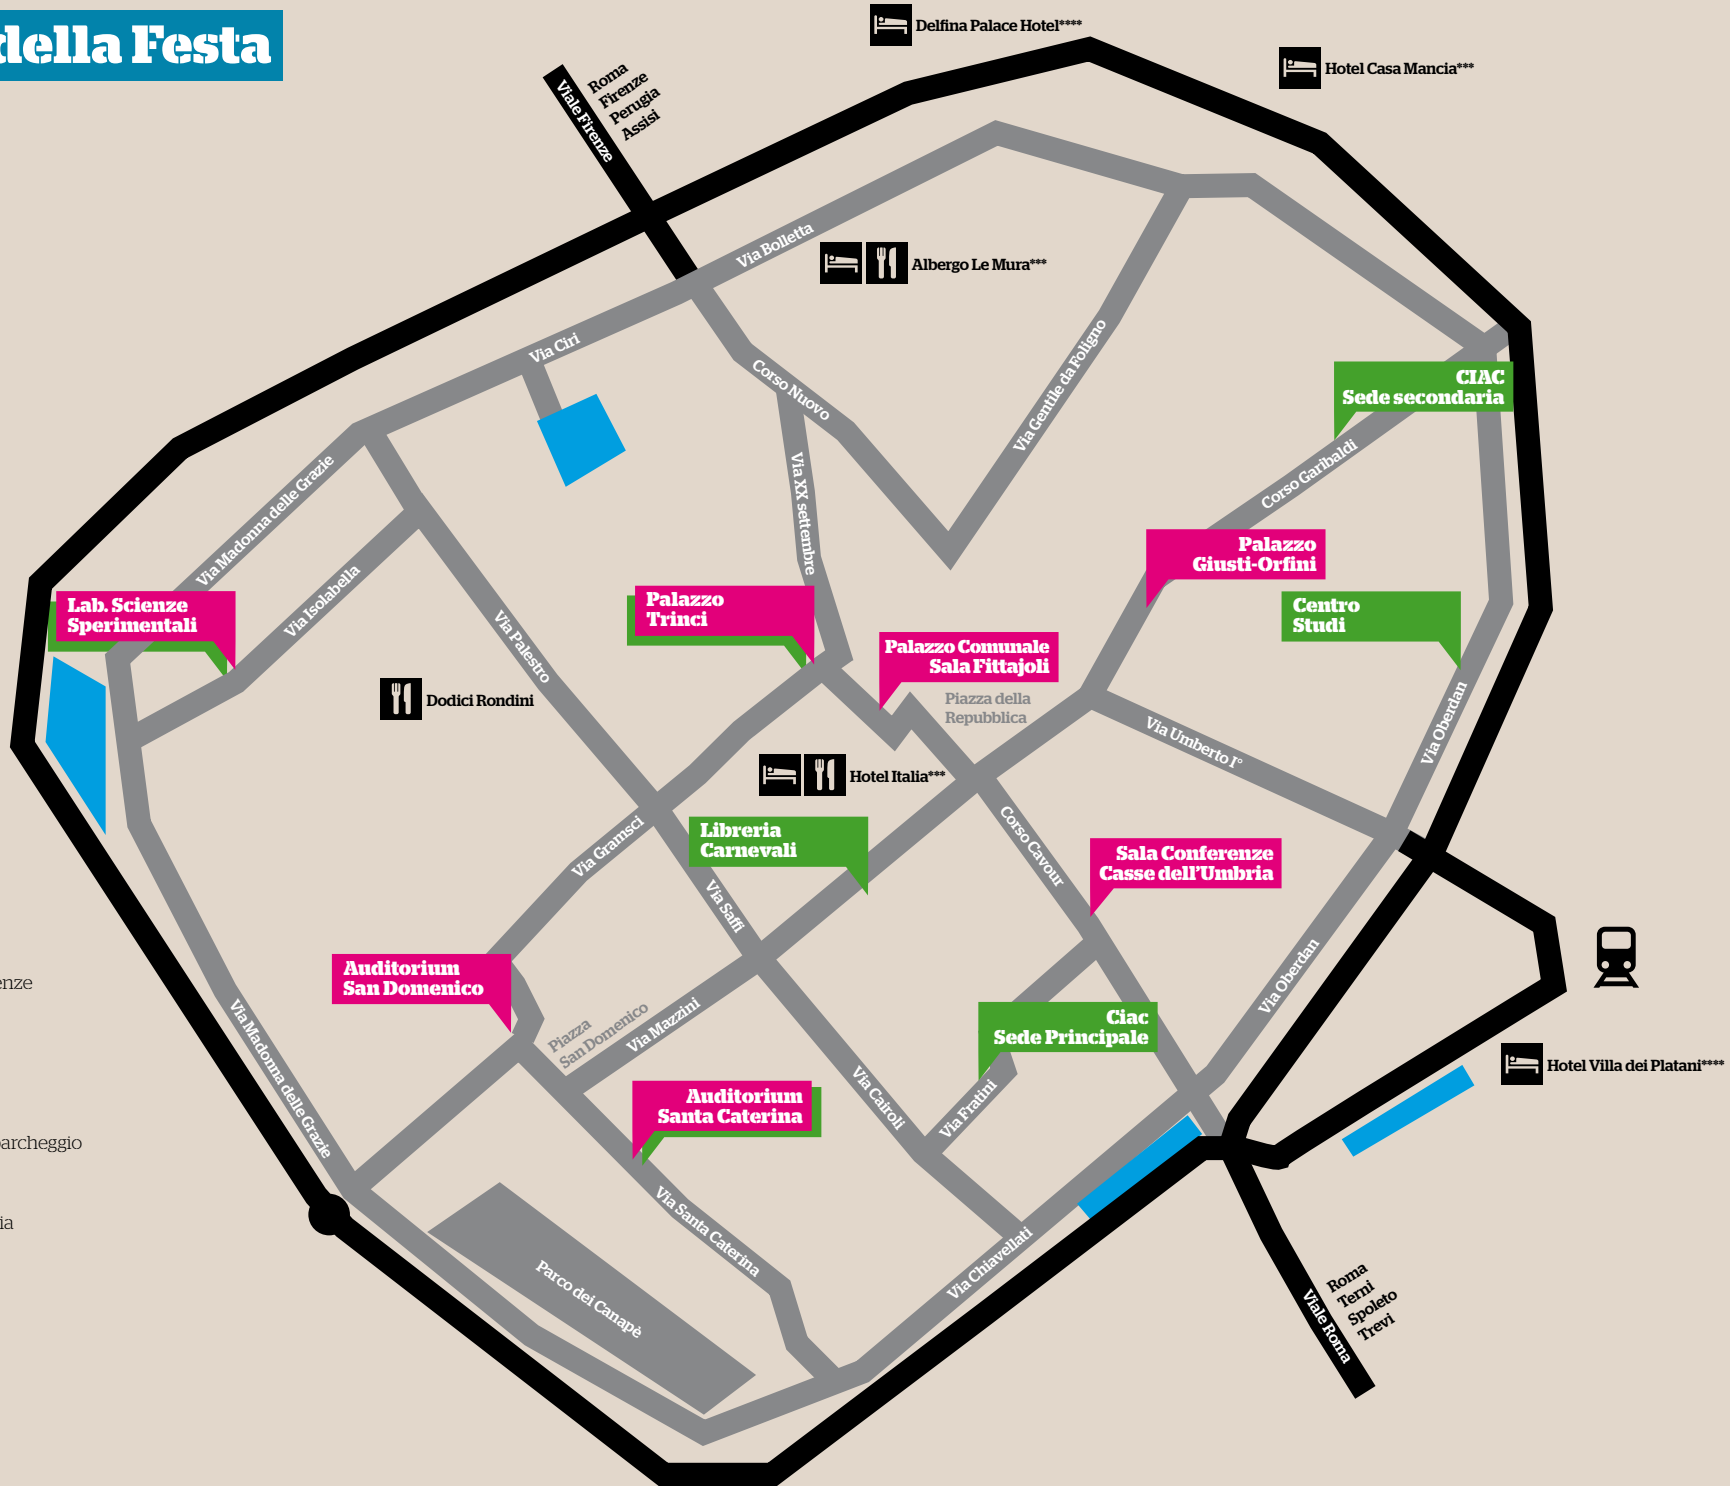 della Festa
Delfina Palace Hotel****
Hotel Casa Mancia***
Viale Firenze
Roma
Firenze
Perugia
Assisi
Via Bolletta
Albergo Le Mura***
Via Ciri
Corso Nuovo
Via Gentile da Foligno
CIAC
Sede secondaria
Via XX settembre
Via Madonna delle Grazie
Corso Garibaldi
Palazzo
Giusti-Orfini
Via Isolabella
Lab. Scienze
Sperimentali
Palazzo
Trinci
Centro
Studi
Via Palestro
Palazzo Comunale
Sala Fittajoli
Dodici Rondini
Piazza della
Repubblica
Via Umberto I°
Via Oberdan
Hotel Italia***
Libreria
Carnevali
Via Gramsci
Corso Cavour
Sala Conferenze
Casse dell'Umbria
Via Saffi
Auditorium
San Domenico
Via Oberdan
enze
Piazza
San Domenico
Via Mazzini
Ciac
Sede Principale
Via Madonna delle Grazie
Hotel Villa dei Platani****
Auditorium
Santa Caterina
Via Cairoli
Via Fratini
parcheggio
ia
Via Santa Caterina
Via Chiavellati
Parco dei Canapè
Viale Roma
Roma
Terni
Spoleto
Trevi